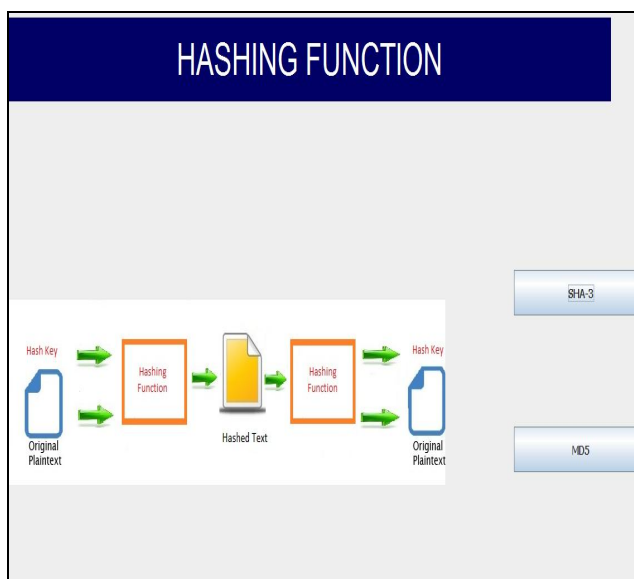 HASHING FUNCTION
SHA-3
Hash Key
Hashing
Function
Hashing
Function
Hash Key
Original
Plaintext
Hashed Text
Original
Plaintext
MD5